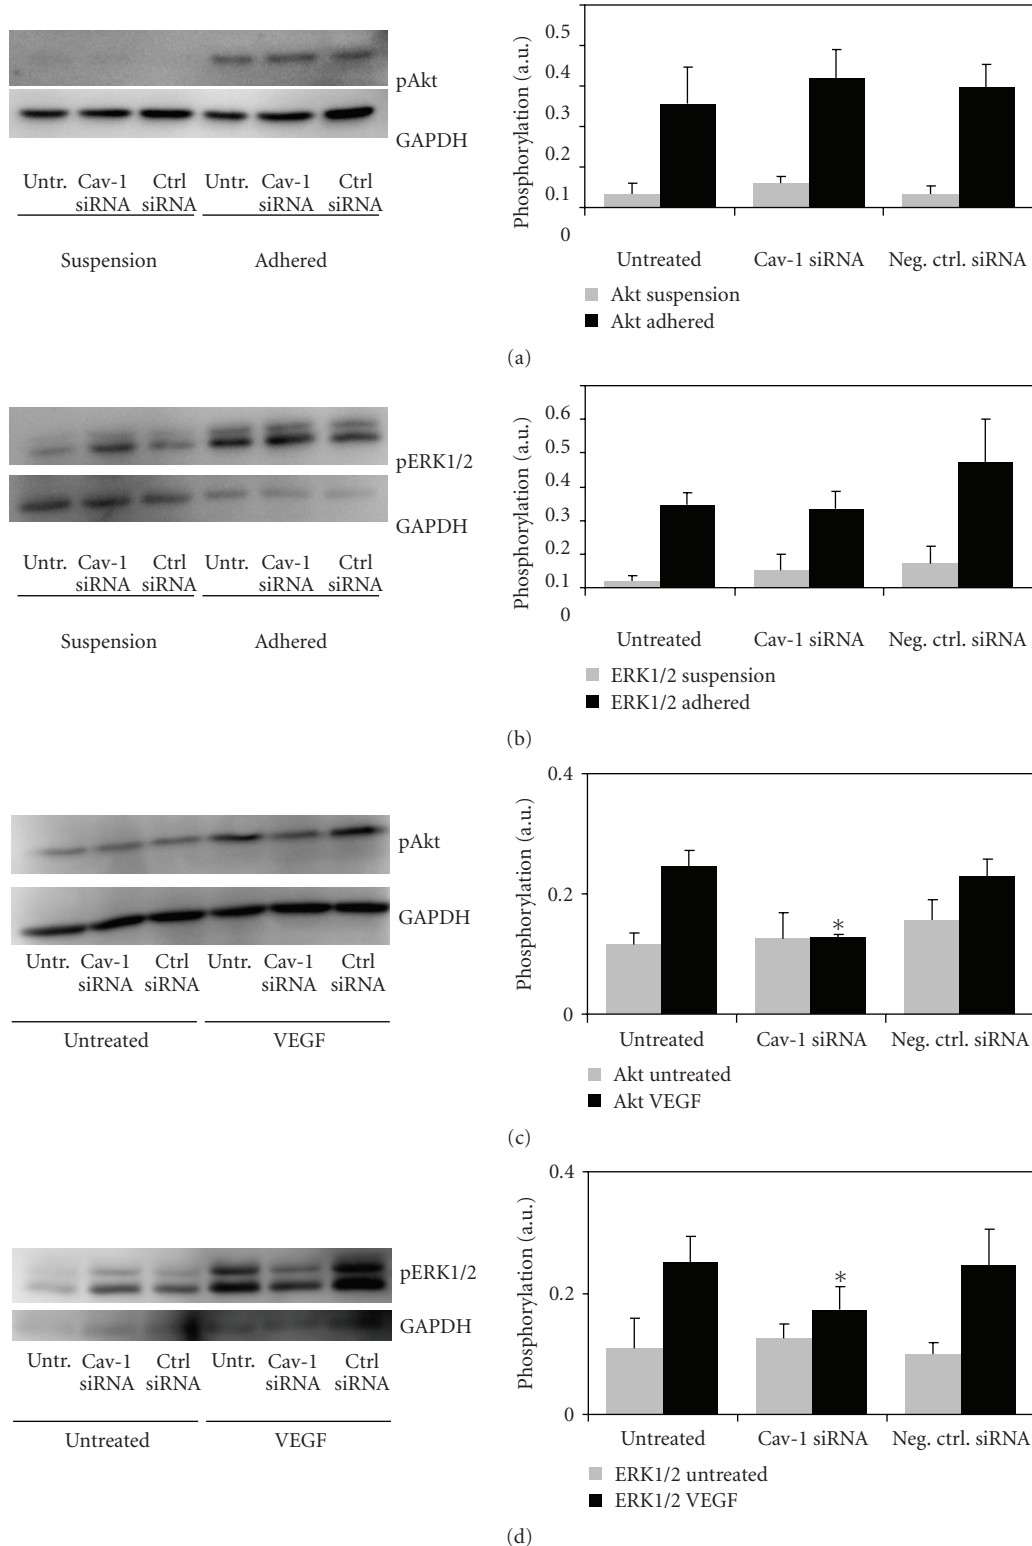 pAkt
GAPDH
Untr. Cav-1 Ctrl Untr. Cav-1 Ctrl
siRNA siRNA siRNA siRNA
Suspension Adhered
Phosphorylation (a.u.)
0.5
0.4
0.3
0.2
0.1
0
Untreated Cav-1 siRNA Neg. ctrl. siRNA
Akt suspension
Akt adhered
(a)
pERK1/2
GAPDH
Untr. Cav-1 Ctrl Untr. Cav-1 Ctrl
siRNA siRNA siRNA siRNA
Suspension Adhered
Phosphorylation (a.u.)
0.6
0.5
0.4
0.3
0.2
0.1
0
Untreated Cav-1 siRNA Neg. ctrl. siRNA
ERK1/2 suspension
ERK1/2 adhered
(b)
pAkt
GAPDH
Untr. Cav-1 Ctrl Untr. Cav-1 Ctrl
siRNA siRNA siRNA siRNA
Untreated VEGF
Phosphorylation (a.u.)
0.4
0.2
0
*
Untreated Cav-1 siRNA Neg. ctrl. siRNA
Akt untreated
Akt VEGF
(c)
pERK1/2
GAPDH
Untr. Cav-1 Ctrl Untr. Cav-1 Ctrl
siRNA siRNA siRNA siRNA
Untreated VEGF
Phosphorylation (a.u.)
0.4
0.2
0
*
Untreated Cav-1 siRNA Neg. ctrl. siRNA
ERK1/2 untreated
ERK1/2 VEGF
(d)